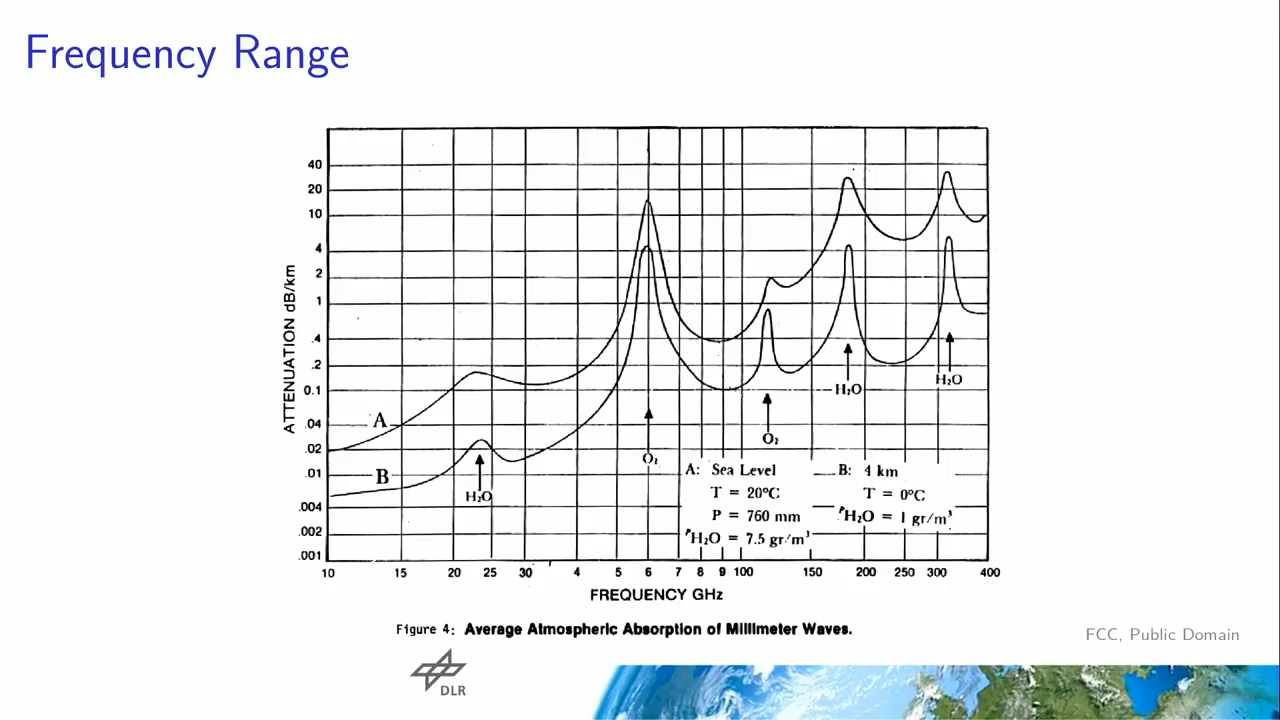 Frequency Range
40
20
10
4
2
1
.4
.2
0.1
.04
.02
.01
.004
.002
.001
ATTENUATION dB/km
A
B
H₂O
O₂
O₂
H₂O
H₂O
A: Sea Level
T = 20°C
P = 760 mm
ᴾH₂O = 7.5 gr/m³
B: 4 km
T = 0°C
ᴾH₂O = 1 gr/m³
10 15 20 25 30 4 5 6 7 8 9 100 150 200 250 300 400
FREQUENCY GHz
Figure 4: Average Atmospheric Absorption of Millimeter Waves.
FCC, Public Domain
DLR